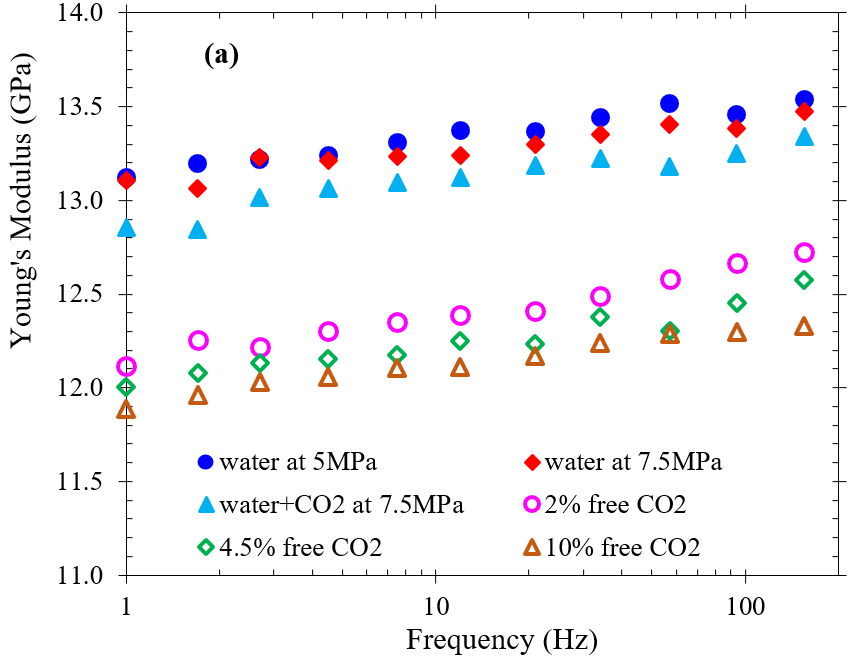 14.0
(a)
13.5
13.0
12.5
12.0
11.5
11.0
Young's Modulus (GPa)
water at 5MPa
water at 7.5MPa
water+CO2 at 7.5MPa
2% free CO2
4.5% free CO2
10% free CO2
1
10
100
Frequency (Hz)